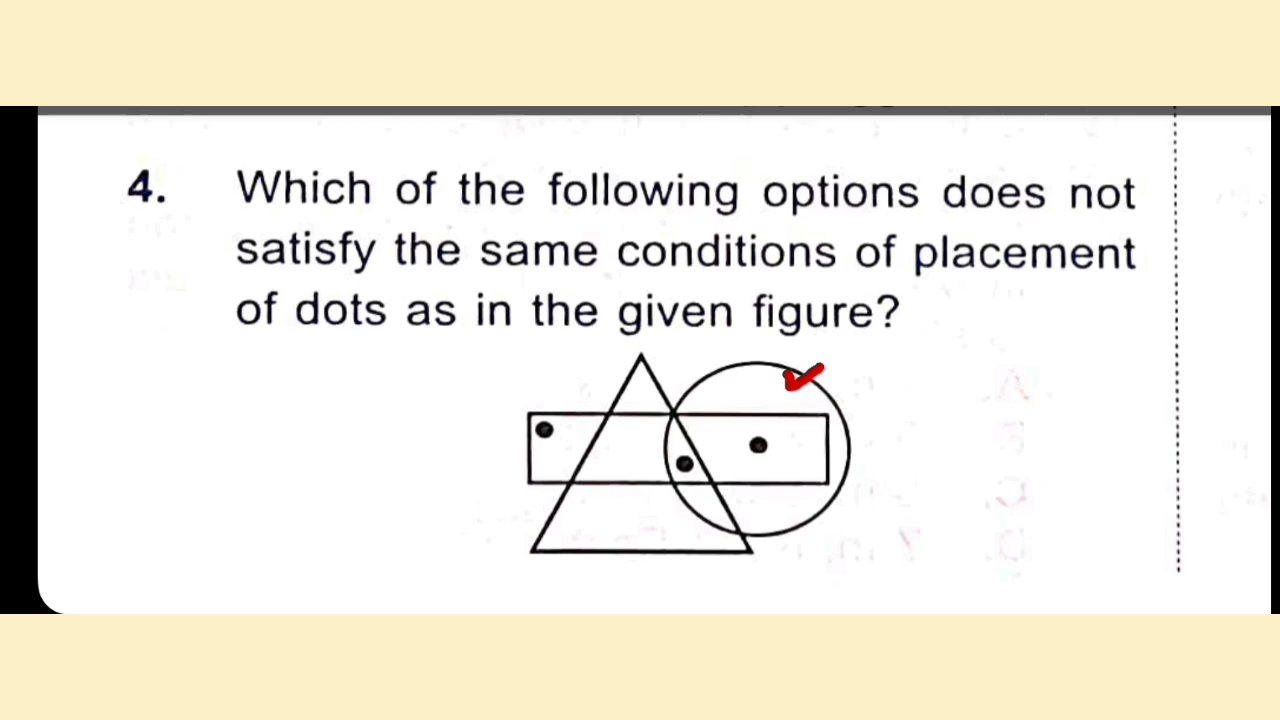 4. Which of the following options does not
satisfy the same conditions of placement
of dots as in the given figure?